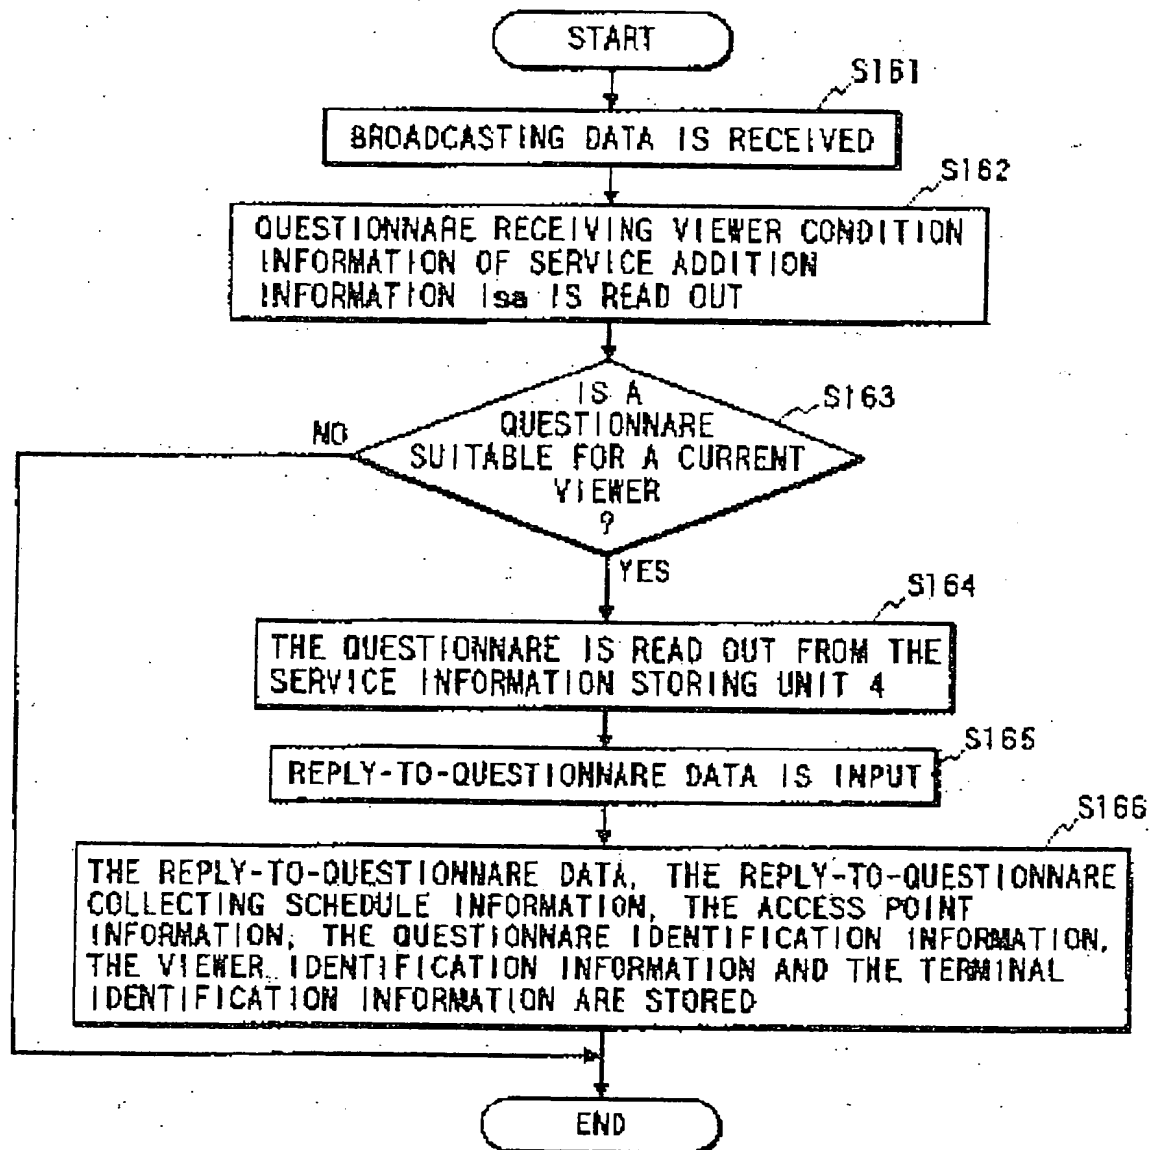 START
S161
BROADCASTING DATA IS RECEIVED
S162
QUESTIONNARE RECEIVING VIEWER CONDITION
INFORMATION OF SERVICE ADDITION
INFORMATION Isa IS READ OUT
S163
IS A
QUESTIONNARE
SUITABLE FOR A CURRENT
VIEWER
?
NO
YES
S164
THE QUESTIONNARE IS READ OUT FROM THE
SERVICE INFORMATION STORING UNIT 4
S165
REPLY-TO-QUESTIONNARE DATA IS INPUT
S166
THE REPLY-TO-QUESTIONNARE DATA, THE REPLY-TO-QUESTIONNARE
COLLECTING SCHEDULE INFORMATION, THE ACCESS POINT
INFORMATION, THE QUESTIONNARE IDENTIFICATION INFORMATION,
THE VIEWER IDENTIFICATION INFORMATION AND THE TERMINAL
IDENTIFICATION INFORMATION ARE STORED
END